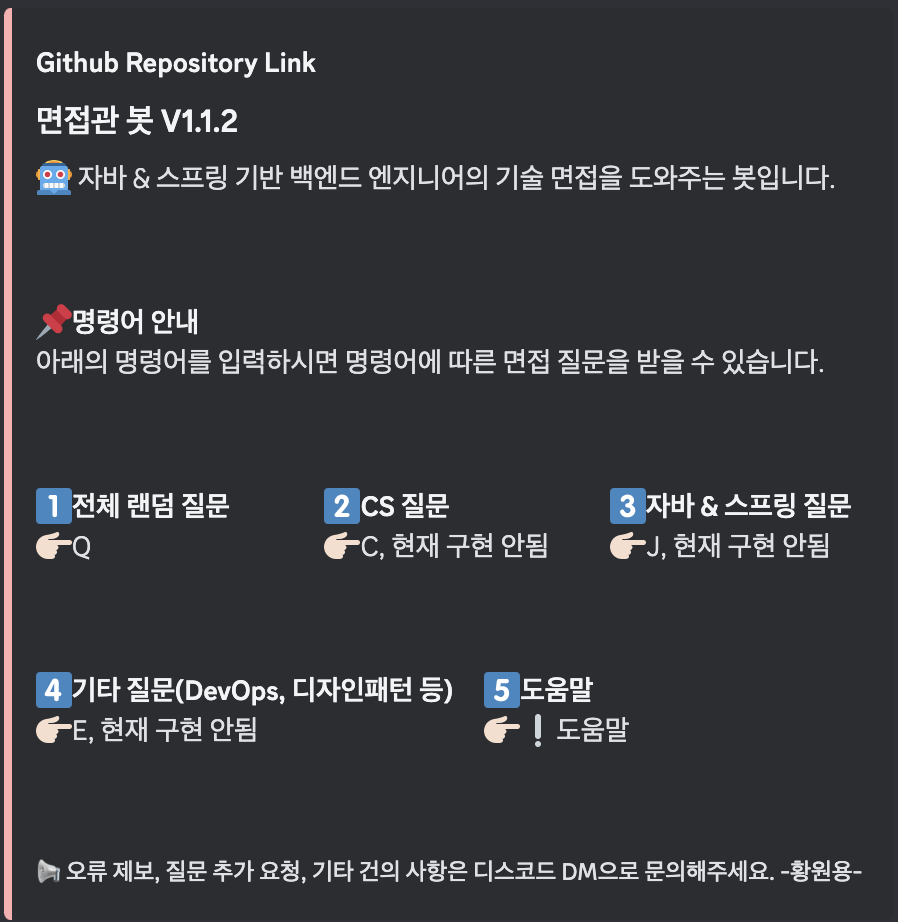 Github Repository Link
면접관 봇 V1.1.2
🤖 자바 & 스프링 기반 백엔드 엔지니어의 기술 면접을 도와주는 봇입니다.
📌명령어 안내
아래의 명령어를 입력하시면 명령어에 따른 면접 질문을 받을 수 있습니다.
1️⃣전체 랜덤 질문
👉🏻Q
2️⃣CS 질문
👉🏻C, 현재 구현 안됨
3️⃣자바 & 스프링 질문
👉🏻J, 현재 구현 안됨
4️⃣기타 질문(DevOps, 디자인패턴 등)
👉🏻E, 현재 구현 안됨
5️⃣도움말
👉🏻❕ 도움말
📢 오류 제보, 질문 추가 요청, 기타 건의 사항은 디스코드 DM으로 문의해주세요. -황원용-